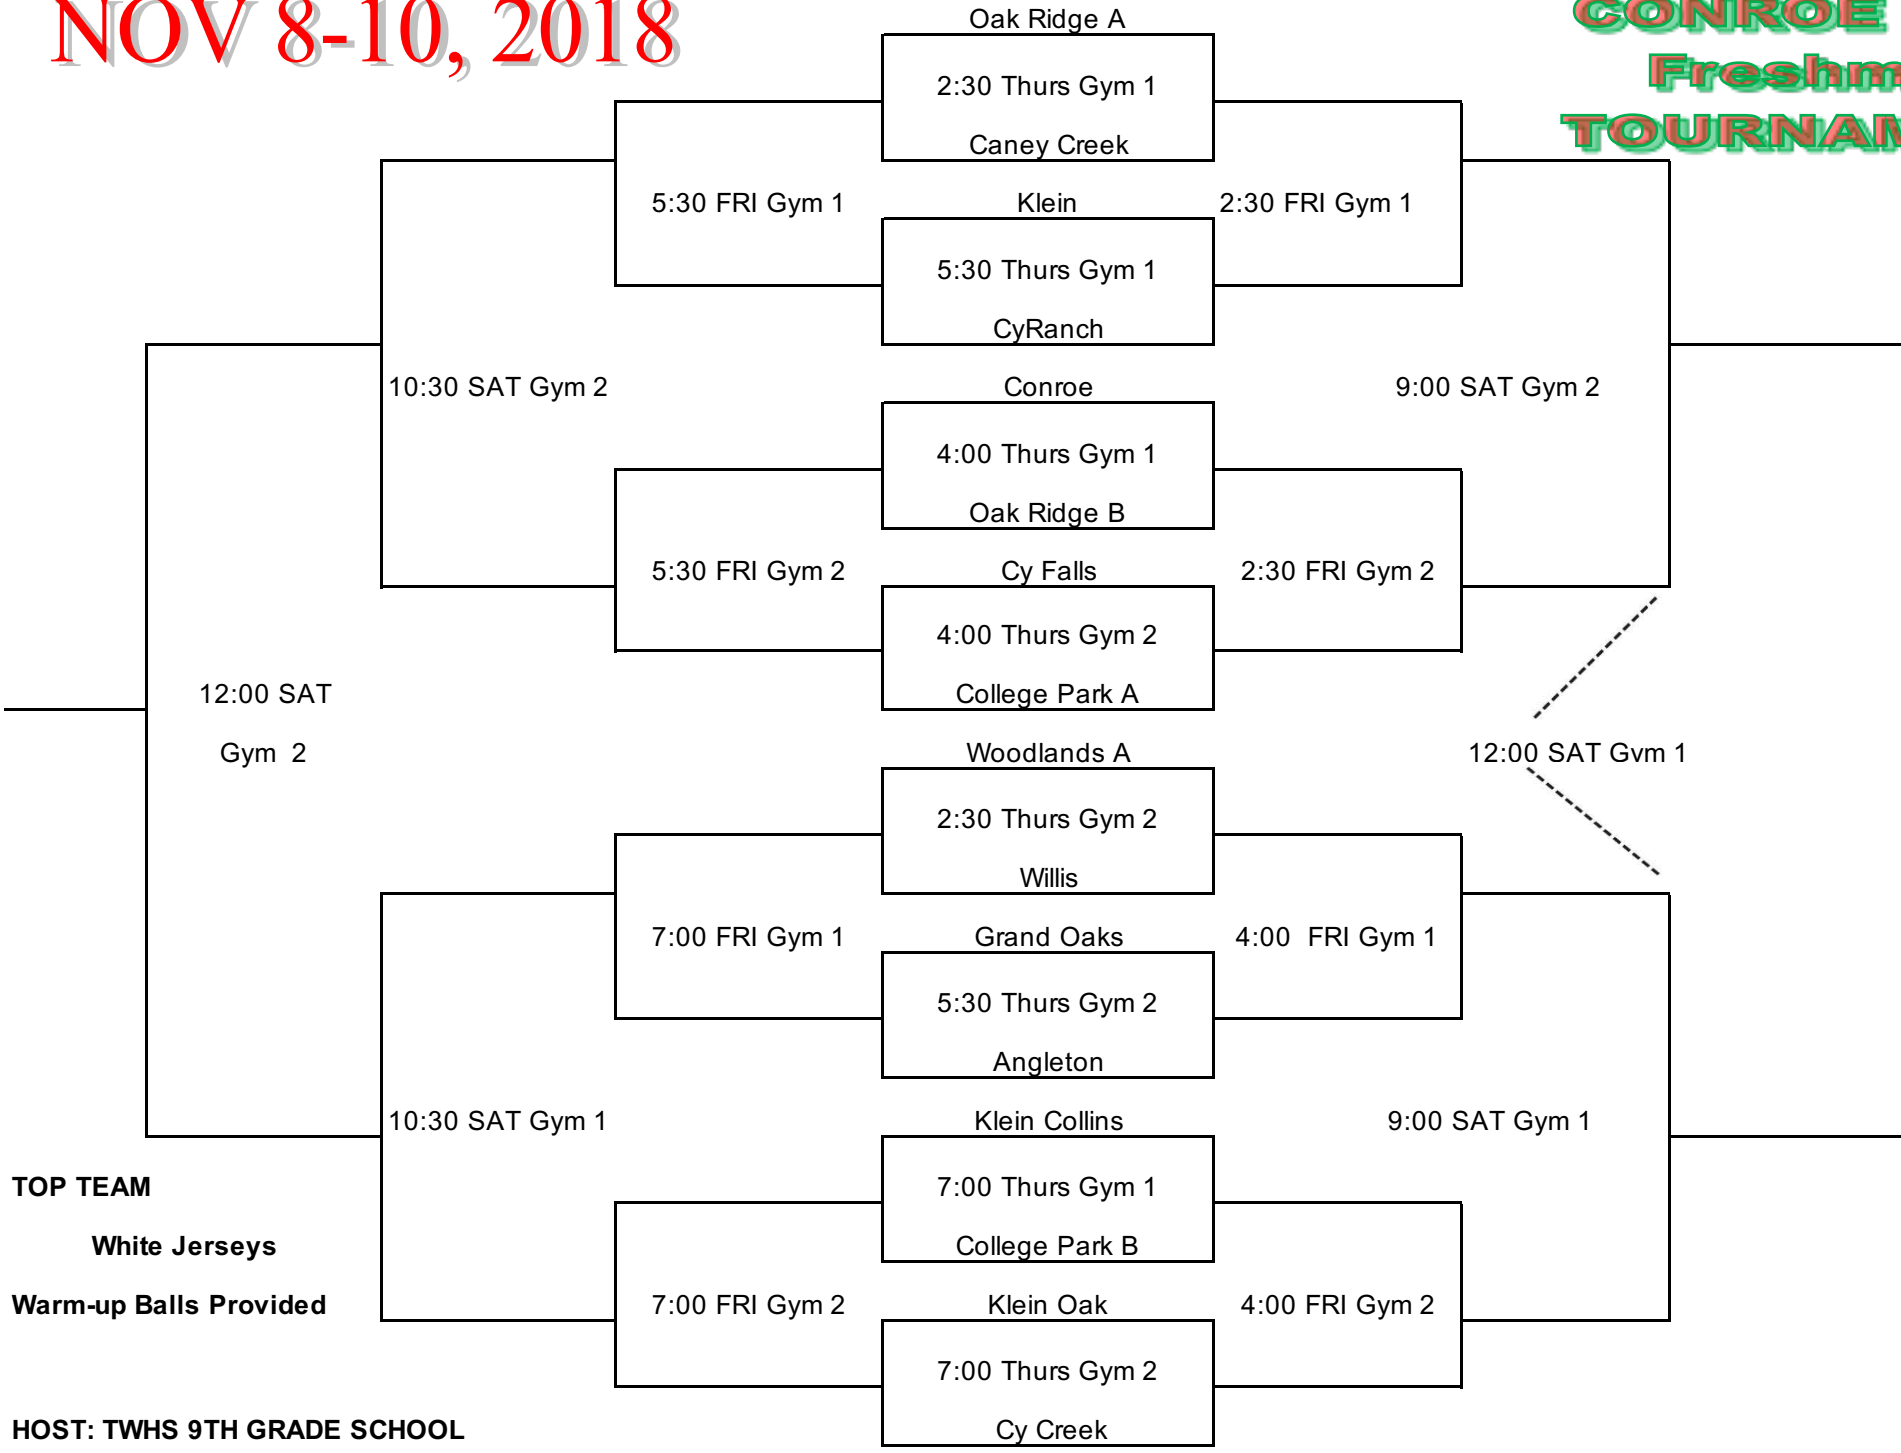 NOV 8-10, 2018
CONROE
Freshm
TOURNAM
Oak Ridge A
2:30 Thurs Gym 1
Caney Creek
5:30 FRI Gym 1
Klein
2:30 FRI Gym 1
5:30 Thurs Gym 1
CyRanch
10:30 SAT Gym 2
Conroe
9:00 SAT Gym 2
4:00 Thurs Gym 1
Oak Ridge B
5:30 FRI Gym 2
Cy Falls
2:30 FRI Gym 2
4:00 Thurs Gym 2
12:00 SAT
College Park A
Gym 2
Woodlands A
12:00 SAT Gym 1
2:30 Thurs Gym 2
Willis
7:00 FRI Gym 1
Grand Oaks
4:00 FRI Gym 1
5:30 Thurs Gym 2
Angleton
10:30 SAT Gym 1
Klein Collins
9:00 SAT Gym 1
TOP TEAM
7:00 Thurs Gym 1
White Jerseys
College Park B
Warm-up Balls Provided
7:00 FRI Gym 2
Klein Oak
4:00 FRI Gym 2
7:00 Thurs Gym 2
HOST: TWHS 9TH GRADE SCHOOL
Cy Creek